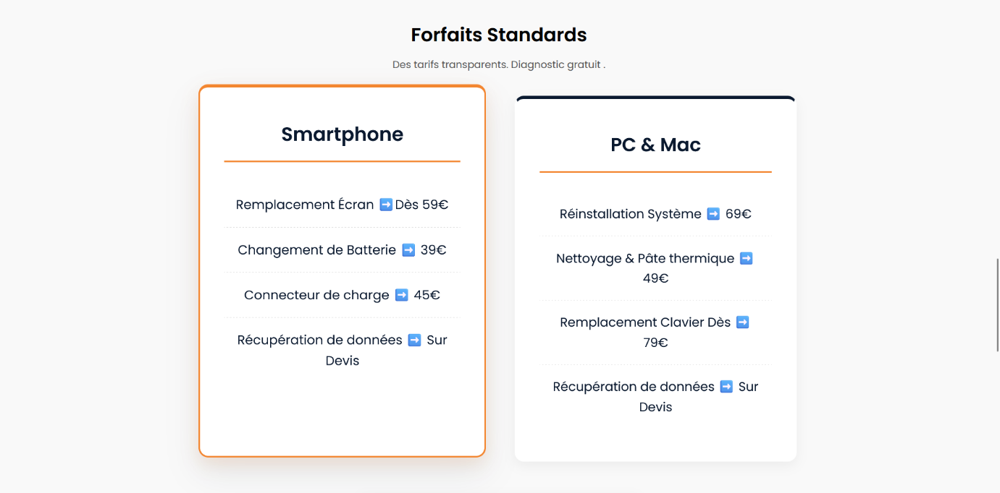 Forfaits Standards
Des tarifs transparents. Diagnostic gratuit .
Smartphone
Remplacement Écran ➡️Dès 59€
Changement de Batterie ➡️ 39€
Connecteur de charge ➡️ 45€
Récupération de données ➡️ Sur
Devis
PC & Mac
Réinstallation Système ➡️ 69€
Nettoyage & Pâte thermique ➡️
49€
Remplacement Clavier Dès ➡️
79€
Récupération de données ➡️ Sur
Devis